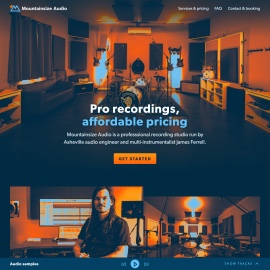 Mountainsize Audio
Services & pricing
FAQ
Contact & booking
Pro recordings,
affordable pricing
Mountainsize Audio is a professional recording studio run by
Asheville audio engineer and multi-instrumentalist James Ferrell.
GET STARTED
Audio samples
SHOW TRACKS